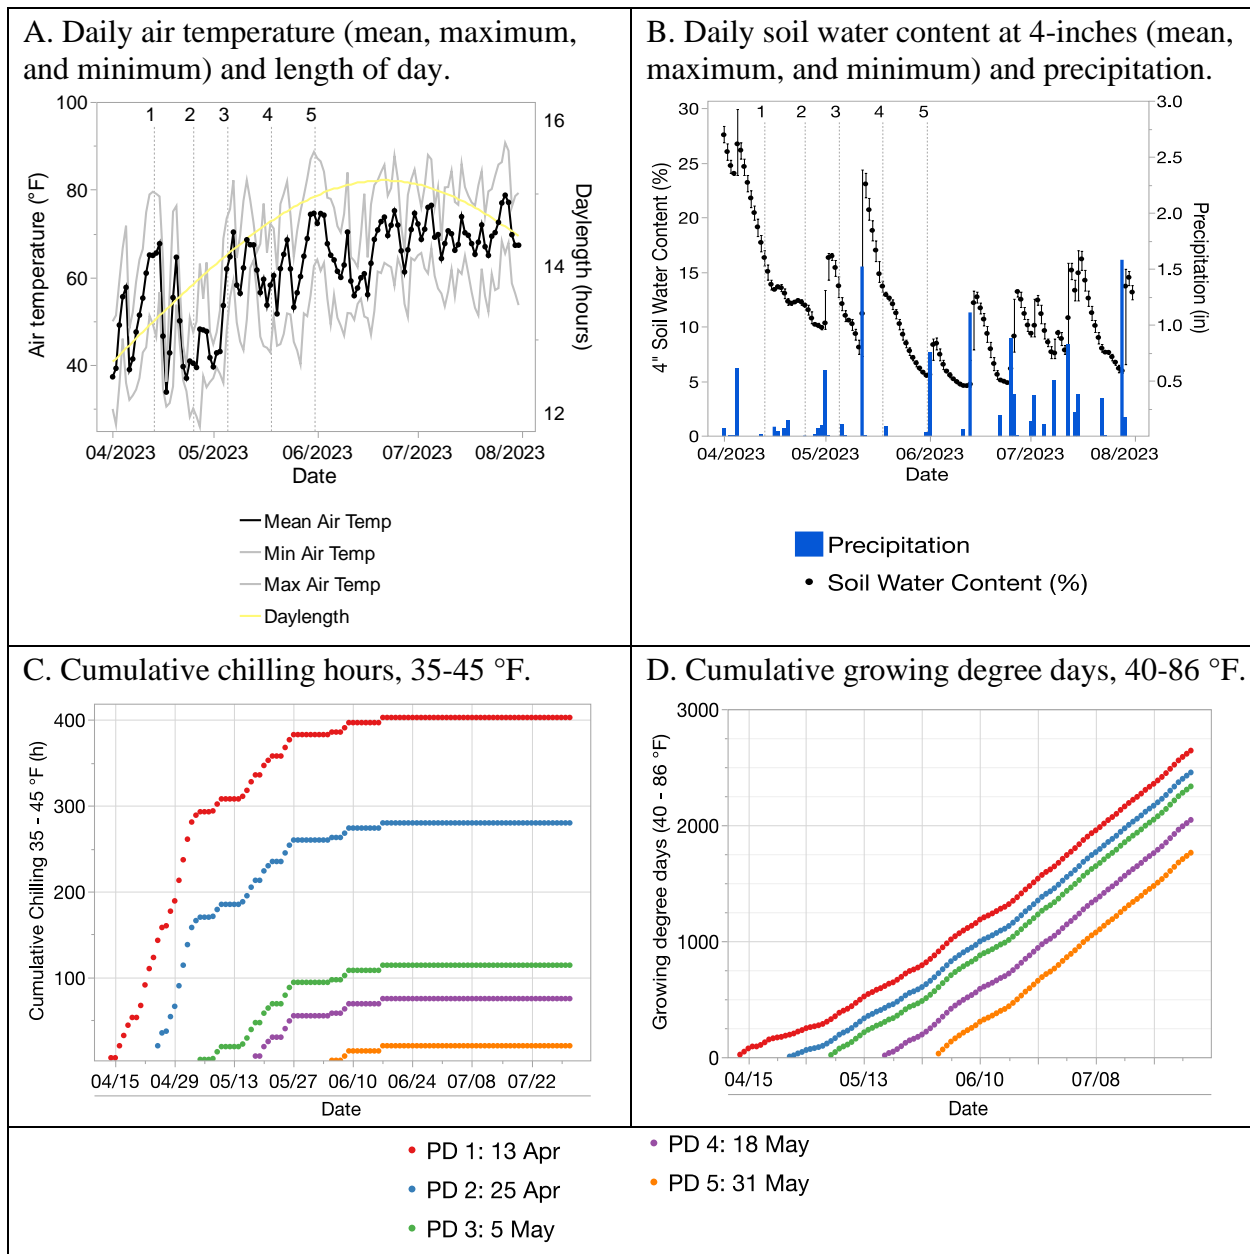 A. Daily air temperature (mean, maximum,
and minimum) and length of day.
100
80
60
40
Air temperature (°F)
1 2 3 4 5
16
14
12
Daylength (hours)
04/2023 05/2023 06/2023 07/2023 08/2023
Date
Mean Air Temp
Min Air Temp
Max Air Temp
Daylength
B. Daily soil water content at 4-inches (mean,
maximum, and minimum) and precipitation.
30
25
20
15
10
5
0
4" Soil Water Content (%)
1 2 3 4 5
3.0
2.5
2.0
1.5
1.0
0.5
Precipitation (in)
04/2023 05/2023 06/2023 07/2023 08/2023
Date
Precipitation
Soil Water Content (%)
C. Cumulative chilling hours, 35-45 °F.
400
300
200
100
Cumulative Chilling 35 - 45 °F (h)
04/15 04/29 05/13 05/27 06/10 06/24 07/08 07/22
Date
D. Cumulative growing degree days, 40-86 °F.
3000
2000
1000
0
Growing degree days (40 - 86 °F)
04/15 05/13 06/10 07/08
Date
PD 1: 13 Apr
PD 2: 25 Apr
PD 3: 5 May
PD 4: 18 May
PD 5: 31 May